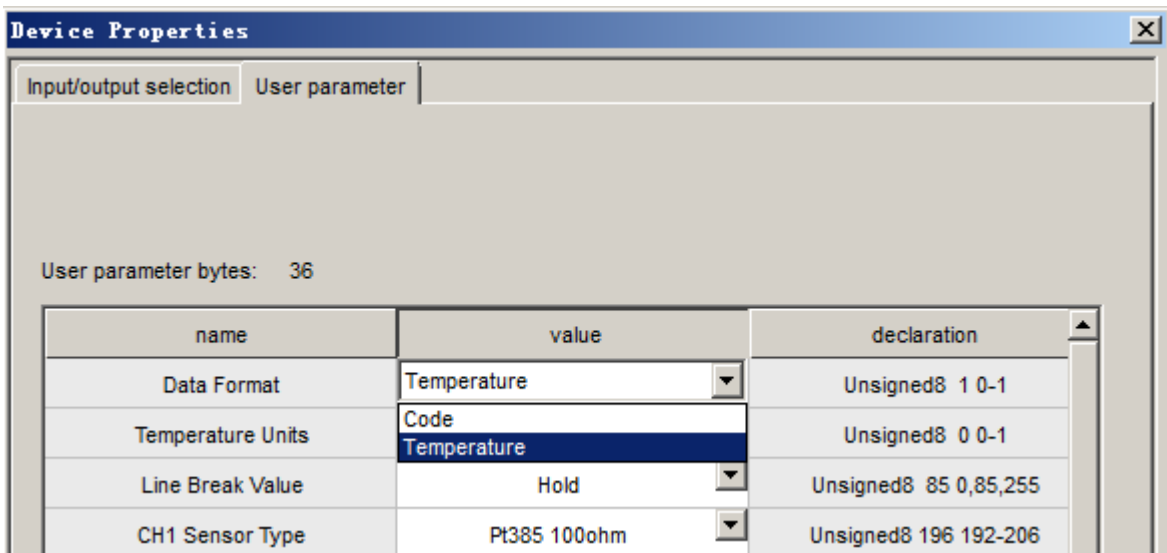 Device Properties
Input/output selection User parameter
User parameter bytes: 36
name value declaration
Data Format Temperature Unsigned8 1 0-1
Code
Temperature Units Temperature Unsigned8 0 0-1
Line Break Value Hold Unsigned8 85 0,85,255
CH1 Sensor Type Pt385 100ohm Unsigned8 196 192-206